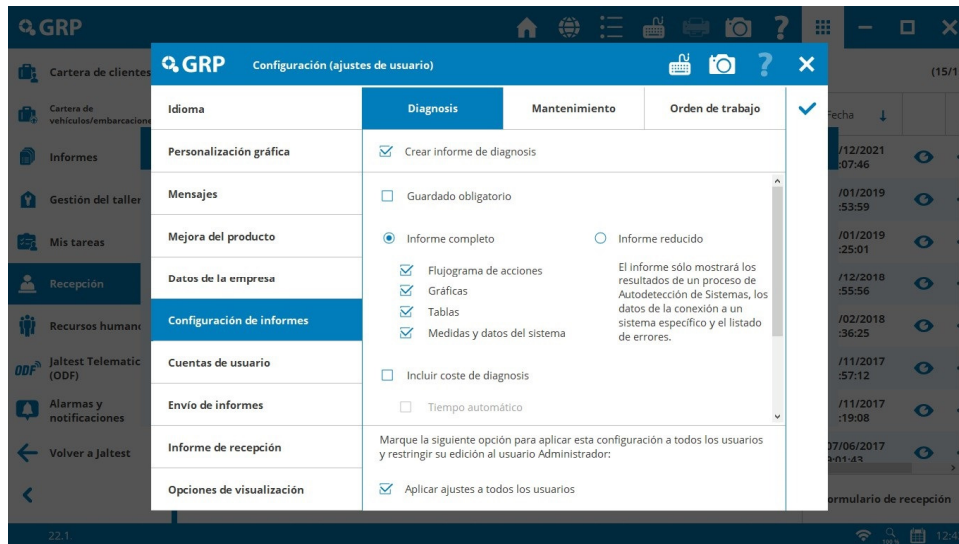 GRP
Cartera de clientes
(15/1
Cartera de
vehículos/embarcacione
Informes
Gestión del taller
Mis tareas
Recepción
Recursos human
Jaltest Telematic
(ODF)
Alarmas y
notificaciones
Volver a Jaltest
22.1.
GRP
Configuración (ajustes de usuario)
Idioma
Personalización gráfica
Mensajes
Mejora del producto
Datos de la empresa
Configuración de informes
Cuentas de usuario
Envío de informes
Informe de recepción
Opciones de visualización
Diagnosis
Mantenimiento
Orden de trabajo
Crear informe de diagnosis
Guardado obligatorio
Informe completo
Flujograma de acciones
Gráficas
Tablas
Medidas y datos del sistema
Informe reducido
El informe sólo mostrará los
resultados de un proceso de
Autodetección de Sistemas, los
datos de la conexión a un
sistema específico y el listado
de errores.
Incluir coste de diagnosis
Tiempo automático
Marque la siguiente opción para aplicar esta configuración a todos los usuarios
y restringir su edición al usuario Administrador:
Aplicar ajustes a todos los usuarios
Fecha
/12/2021
:07:46
/01/2019
:53:59
/01/2019
:25:01
/12/2018
:55:56
/02/2018
:36:25
/11/2017
:57:12
/11/2017
:19:08
07/06/2017
9:01:43
ormulario de recepción
100 %
12:4